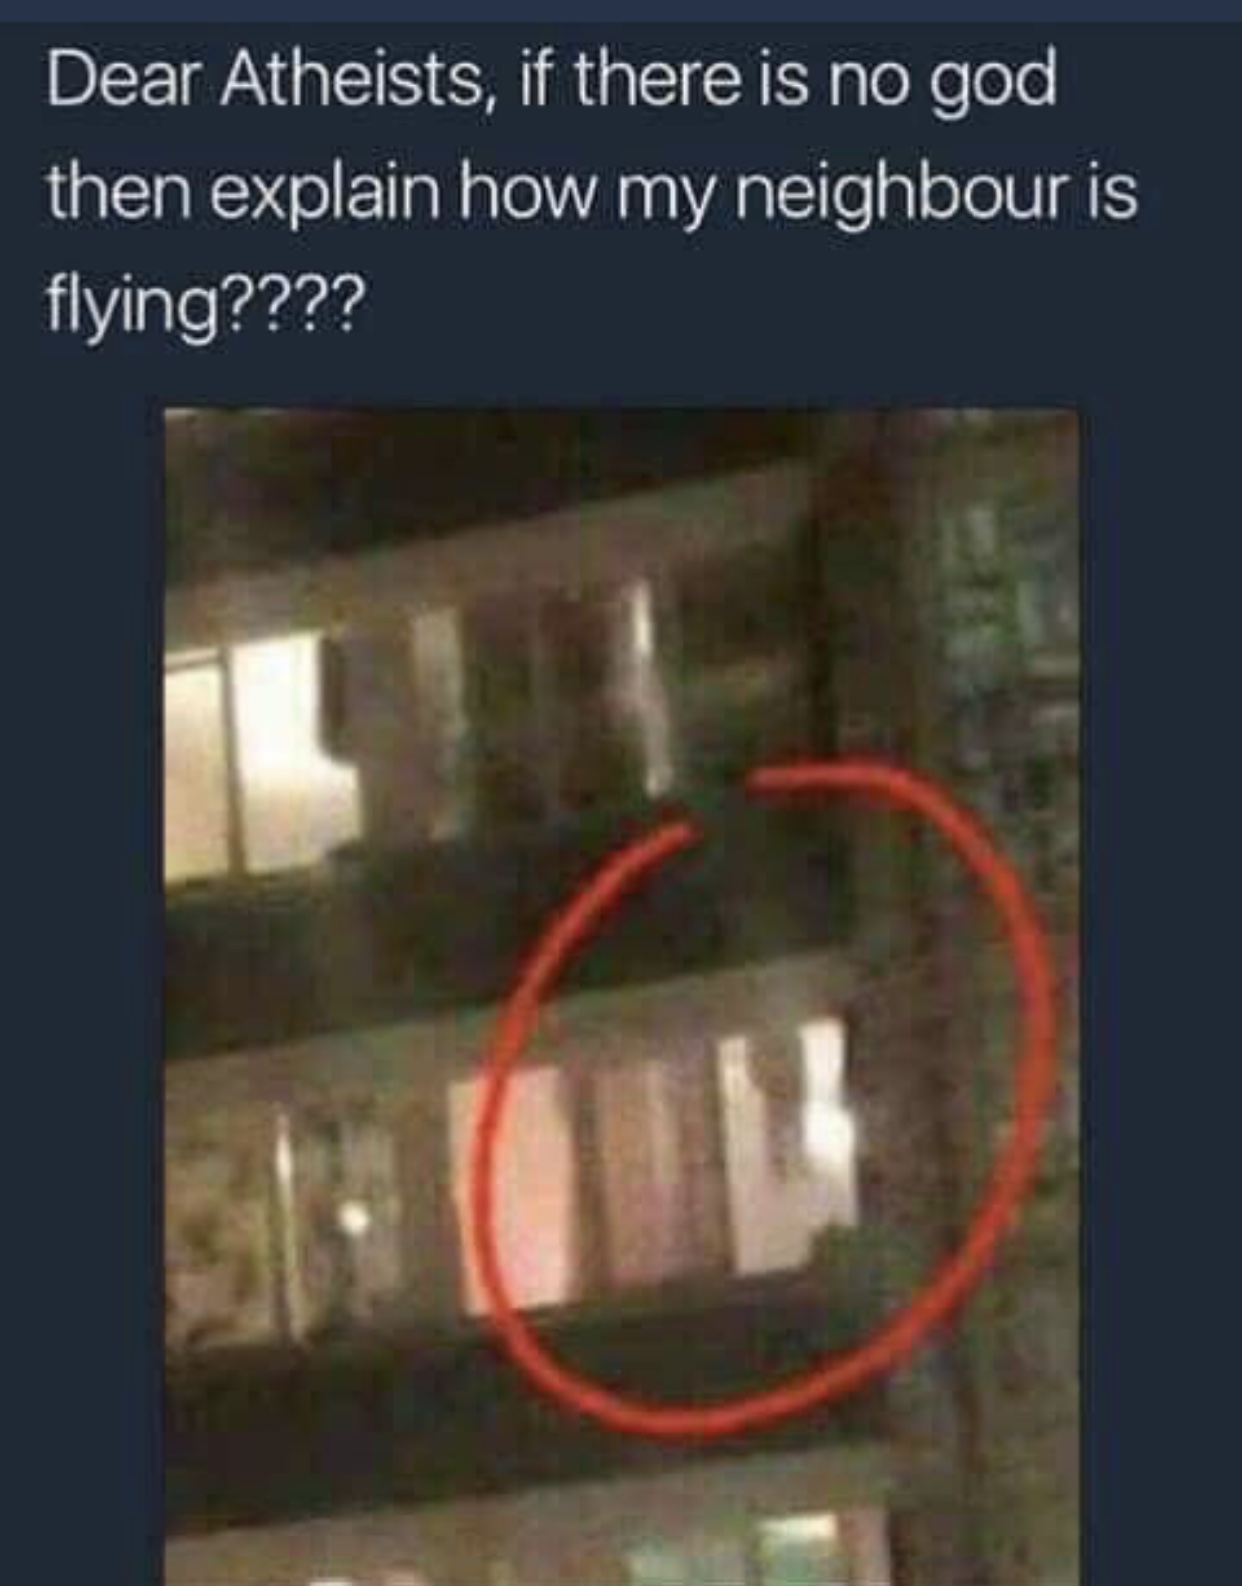 Dear Atheists, if there is no god
then explain how my neighbour is
flying????